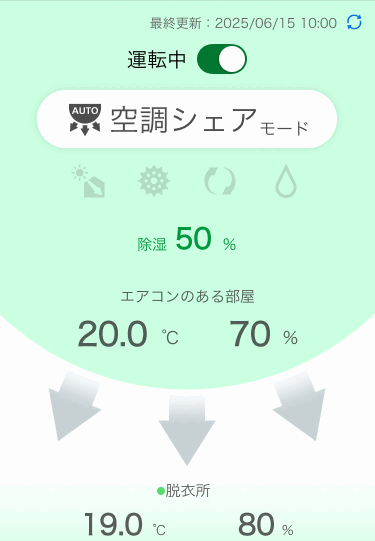 最終更新：2025/06/15 10:00
運転中
AUTO 空調シェアモード
除湿 50 %
エアコンのある部屋
20.0 ℃ 70 %
脱衣所
19.0 ℃ 80 %